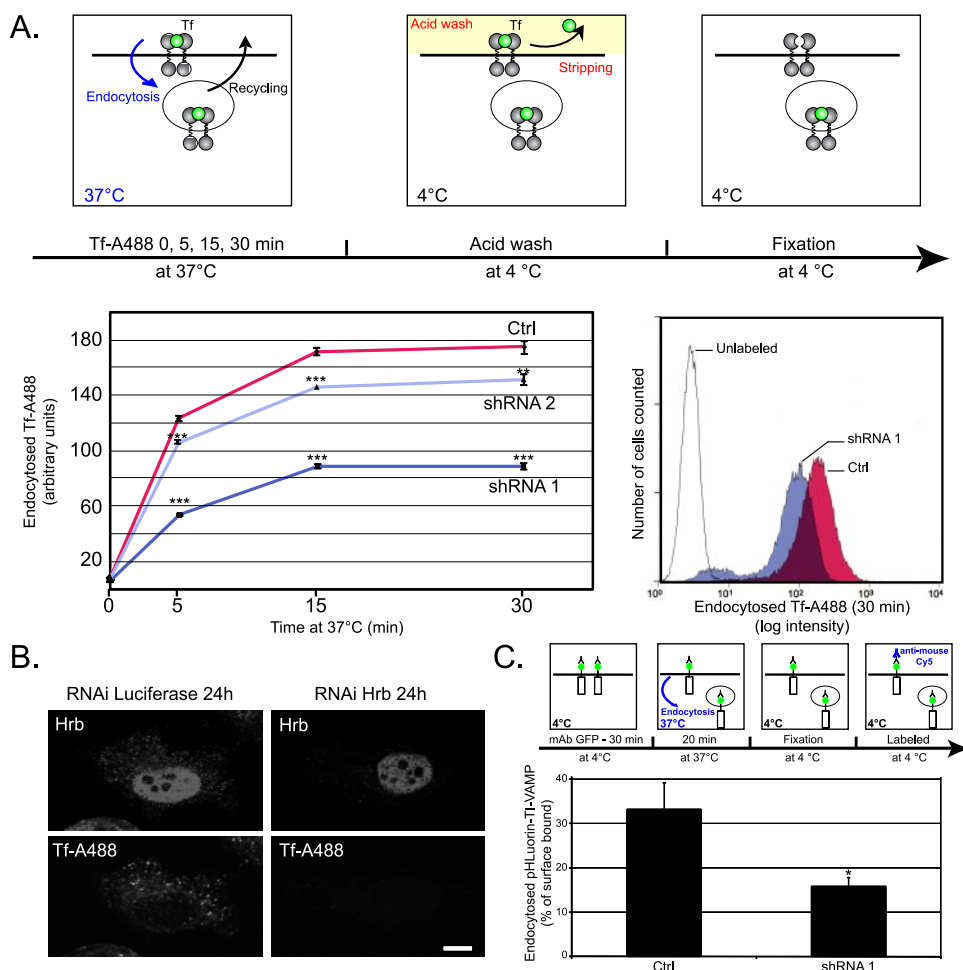 A.
Tf
Endocytosis
Recycling
37°C
Acid wash
Tf
Stripping
4°C
4°C
Tf-A488 0, 5, 15, 30 min
Acid wash
Fixation
at 37°C
at 4 °C
at 4 °C
Endocytosed Tf-A488
(arbitrary units)
180
140
100
60
20
0
5
15
30
Time at 37°C (min)
Ctrl
**
***
shRNA 2
***
***
***
shRNA 1
***
Number of cells counted
Unlabeled
shRNA 1
Ctrl
10⁰
10¹
10²
10³
10⁴
Endocytosed Tf-A488 (30 min)
(log intensity)
B.
RNAi Luciferase 24h
RNAi Hrb 24h
Hrb
Hrb
Tf-A488
Tf-A488
C.
4°C
Endocytosis
37°C
4°C
anti-mouse
Cy5
4°C
mAb GFP - 30 min
20 min
Fixation
Labeled
at 4°C
at 37°C
at 4 °C
at 4 °C
Endocytosed pHLuorin-TI-VAMP
(% of surface bound)
40
30
20
10
0
*
Ctrl
shRNA 1